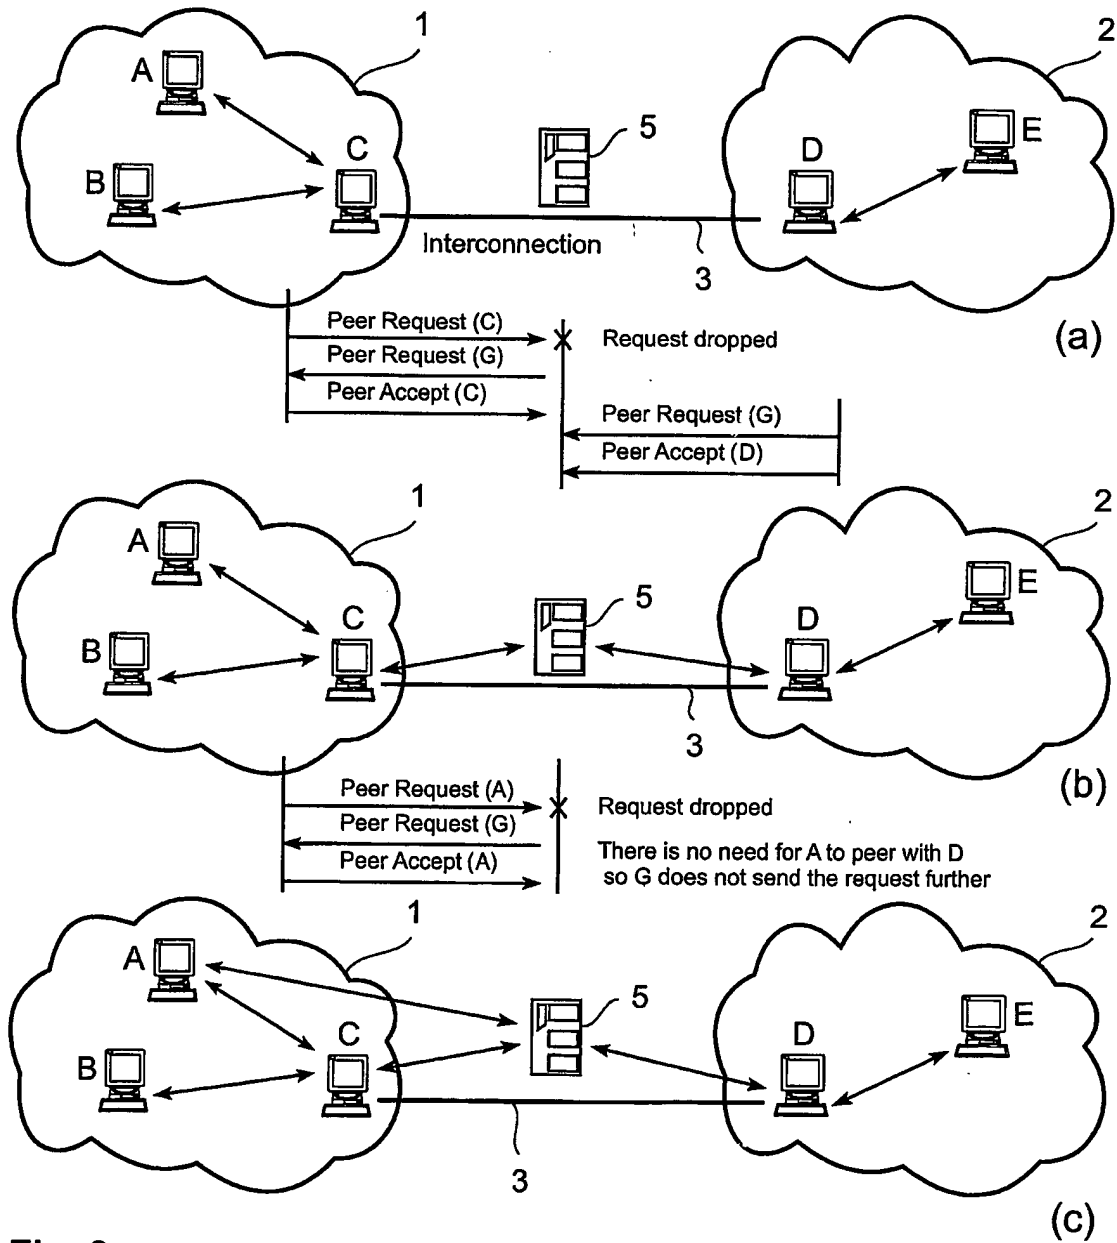 1
2
A
B
C
5
D
E
Interconnection
3
Peer Request (C)
Request dropped
(a)
Peer Request (G)
Peer Accept (C)
Peer Request (G)
Peer Accept (D)
1
2
A
B
C
5
D
E
3
(b)
Peer Request (A)
Request dropped
Peer Request (G)
There is no need for A to peer with D
Peer Accept (A)
so G does not send the request further
1
2
A
B
C
5
D
E
3
(c)